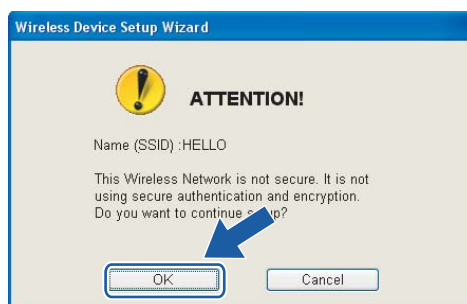 Wireless Device Setup Wizard
ATTENTION!
Name (SSID) :HELLO
This Wireless Network is not secure. It is not
using secure authentication and encryption.
Do you want to continue setup?
OK
Cancel